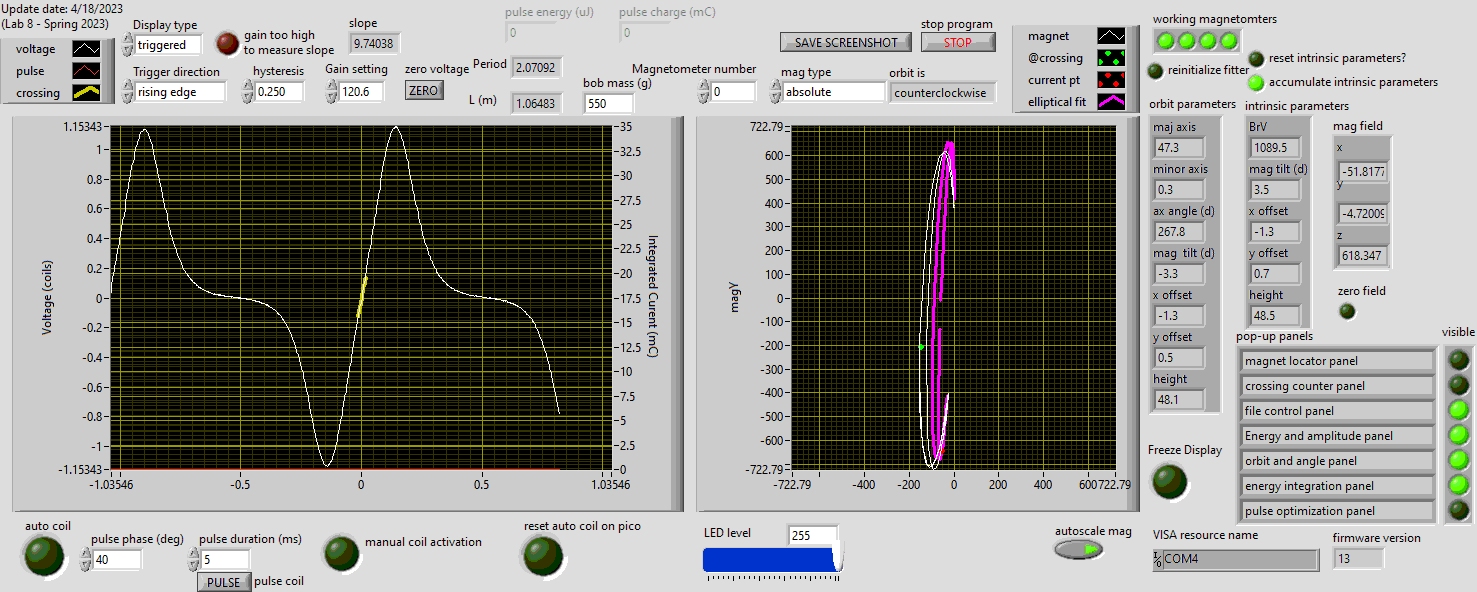 Update date: 4/18/2023
(Lab 8 - Spring 2023)
voltage
pulse
crossing
Display type
triggered
gain too high
to measure slope
slope
9.74038
pulse energy (uJ)
0
pulse charge (mC)
0
Trigger direction
rising edge
hysteresis
0.250
Gain setting
120.6
zero voltage
ZERO
Period
2.07092
L (m)
1.06483
bob mass (g)
550
SAVE SCREENSHOT
stop program
STOP
Magnetometer number
0
mag type
absolute
orbit is
counterclockwise
magnet
@crossing
current pt
elliptical fit
working magnetomters
reinitialize fitter
reset intrinsic parameters?
accumulate intrinsic parameters
orbit parameters
maj axis
47.3
minor axis
0.3
ax angle (d)
267.8
mag tilt (d)
-3.3
x offset
-1.3
y offset
0.5
height
48.1
intrinsic parameters
BrV
1089.5
mag tilt (d)
3.5
x offset
-1.3
y offset
0.7
height
48.5
mag field
x
-51.8177
y
-4.72009
z
618.347
zero field
1.15343
1
0.8
0.6
0.4
0.2
0
-0.2
-0.4
-0.6
-0.8
-1
-1.15343
Voltage (coils)
35
32.5
30
27.5
25
22.5
20
17.5
15
12.5
10
7.5
5
2.5
0
Integrated Current (mC)
-1.03546
-0.5
0
0.5
1.03546
722.79
600
500
400
300
200
100
0
-100
-200
-300
-400
-500
-600
-722.79
magY
-722.79
-400
-200
0
200
400
600
722.79
pop-up panels
visible
magnet locator panel
crossing counter panel
file control panel
Energy and amplitude panel
orbit and angle panel
energy integration panel
pulse optimization panel
Freeze Display
auto coil
pulse phase (deg)
40
pulse duration (ms)
5
PULSE
pulse coil
manual coil activation
reset auto coil on pico
LED level
255
autoscale mag
VISA resource name
COM4
firmware version
13